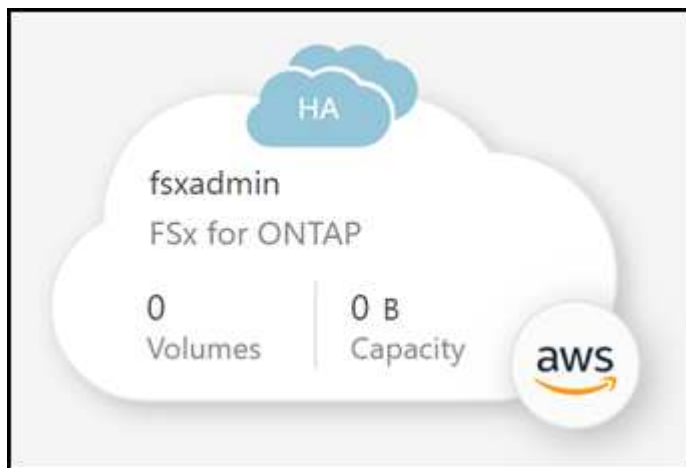 HA
fsxadmin
FSx for ONTAP
0
Volumes
0 B
Capacity
aws